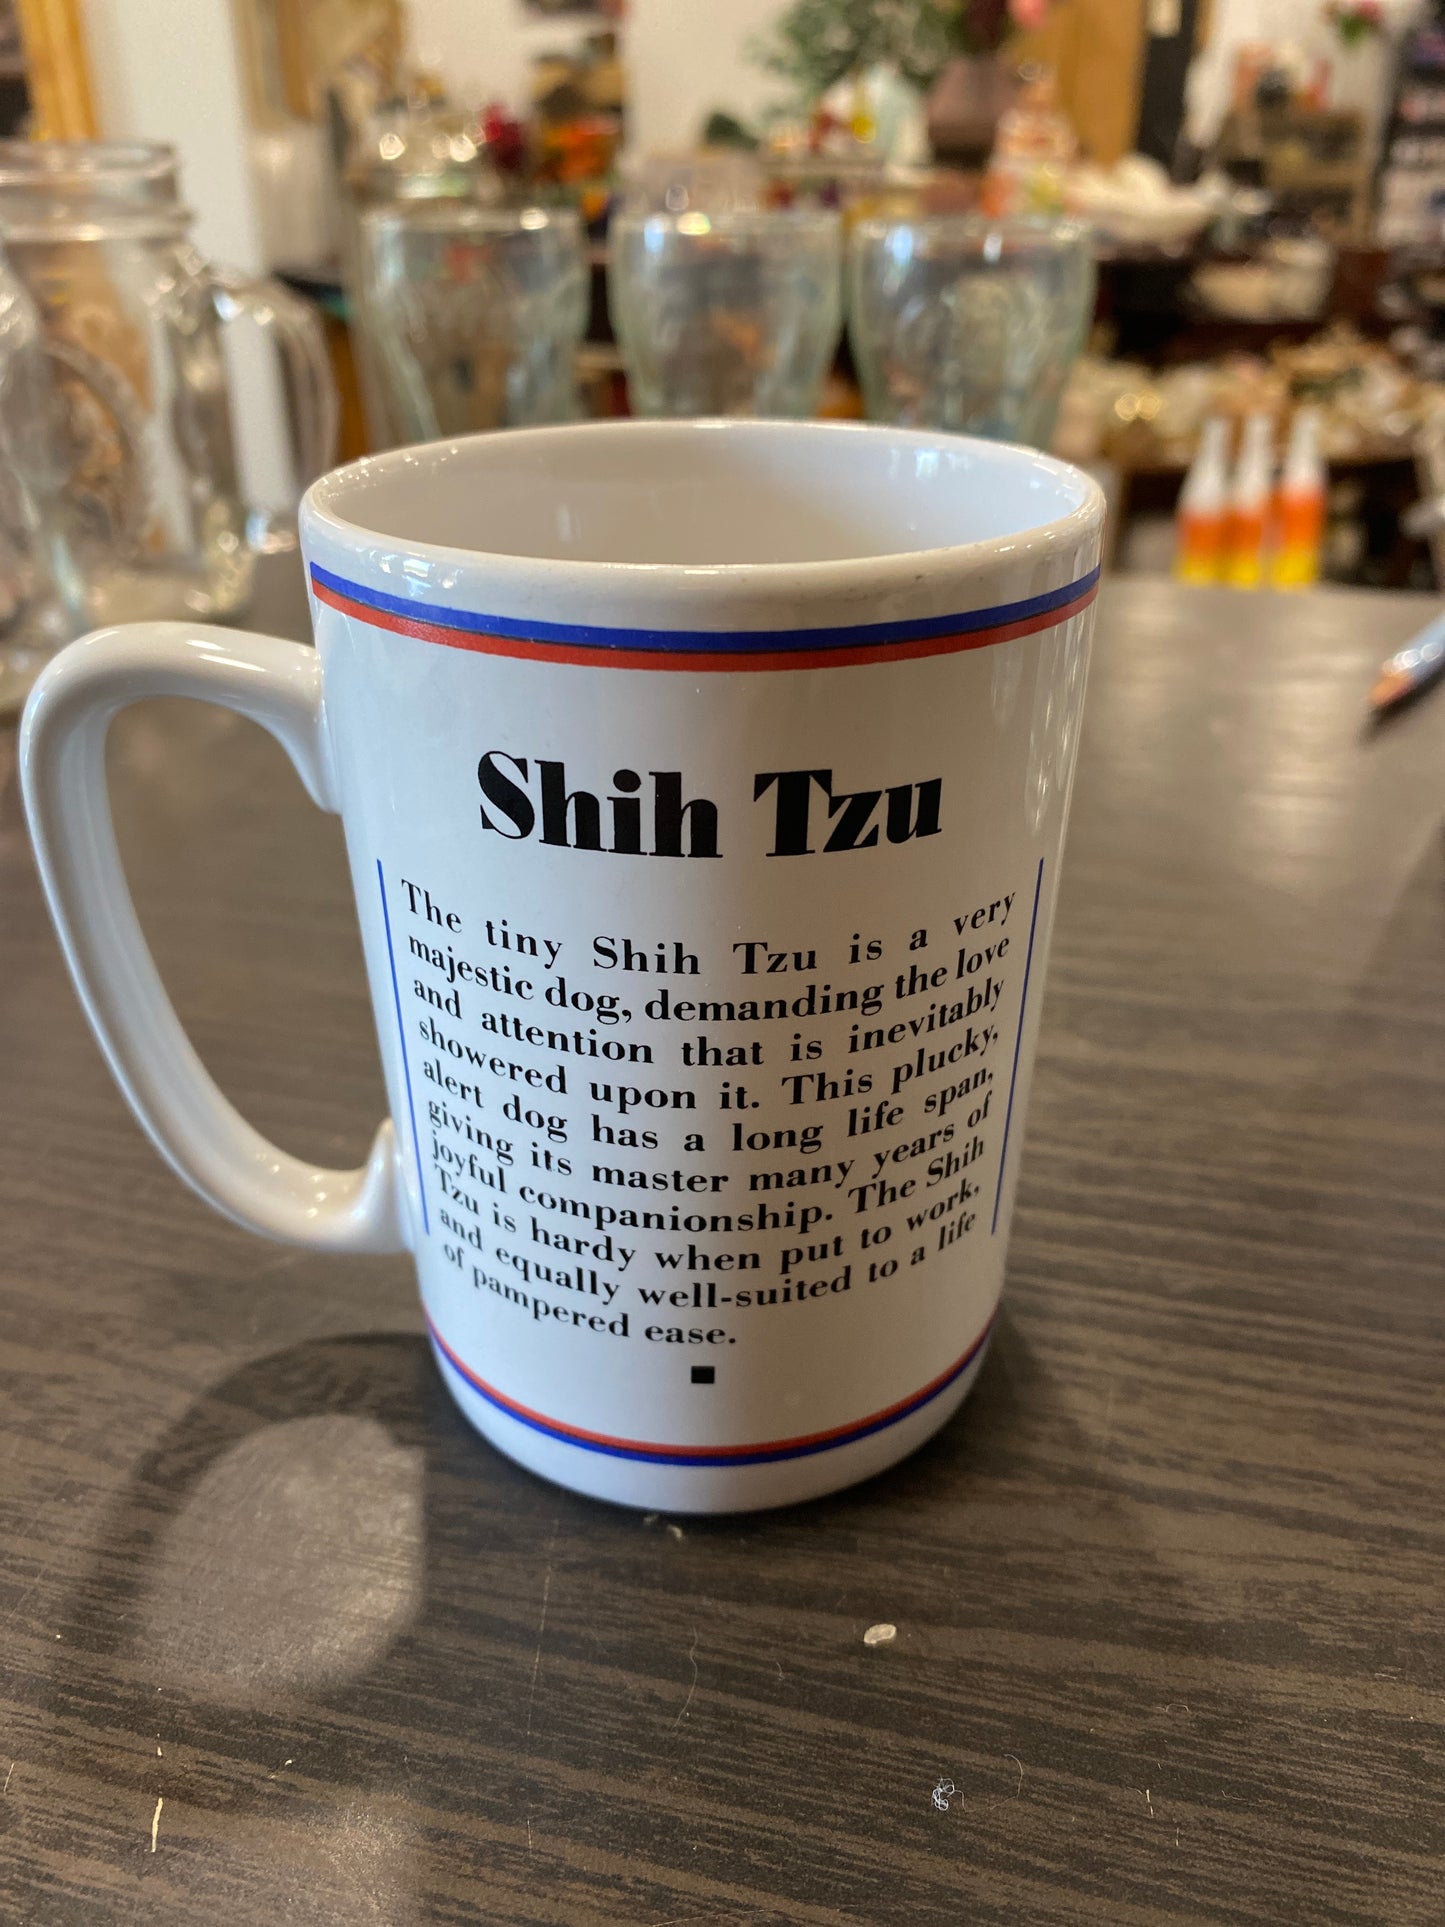 Shih Tzu
The tiny Shih Tzu is a very
majestic dog, demanding the love
and attention that is inevitably
showered upon it. This plucky,
alert dog has a long life span,
giving its master many years of
joyful companionship. The Shih
Tzu is hardy when put to work,
and equally well-suited to a life
of pampered ease.